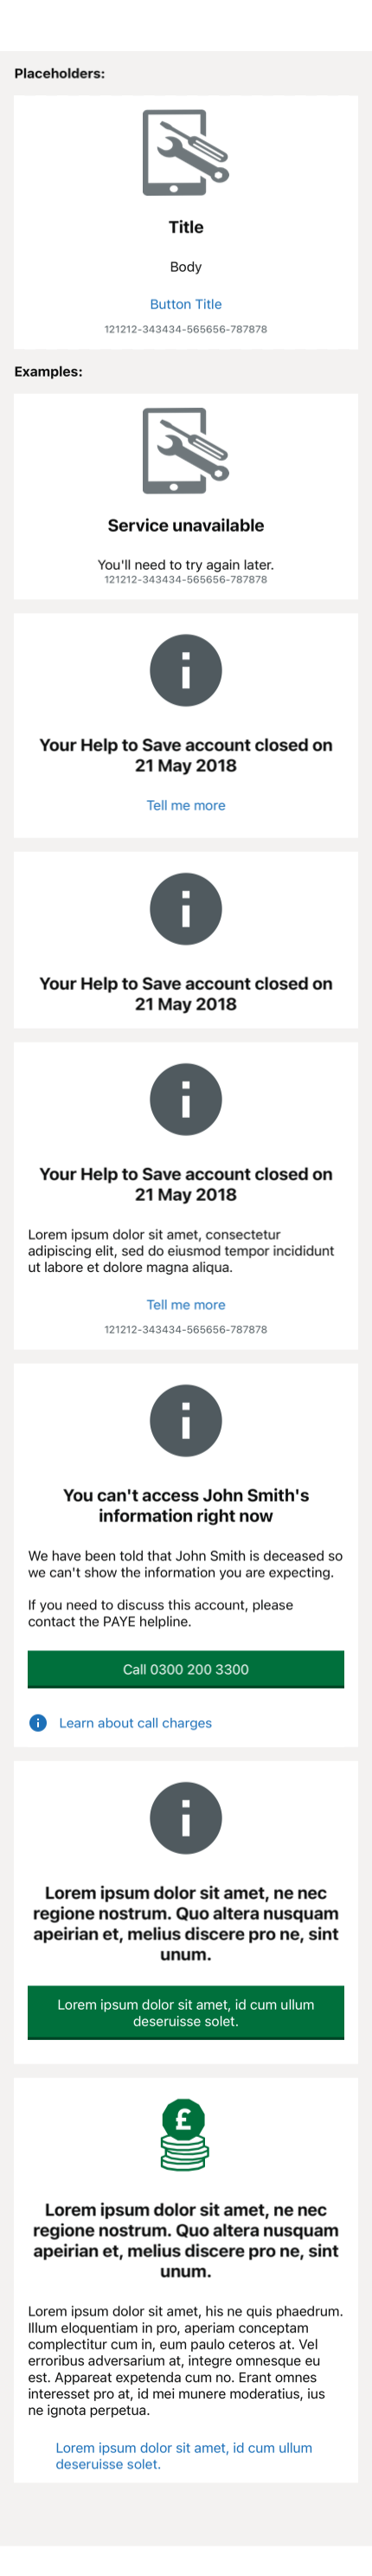 Placeholders:
Title
Body
Button Title
121212-343434-565656-787878
Examples:
Service unavailable
You'll need to try again later.
121212-343434-565656-787878
Your Help to Save account closed on
21 May 2018
Tell me more
Your Help to Save account closed on
21 May 2018
Your Help to Save account closed on
21 May 2018
Lorem ipsum dolor sit amet, consectetur
adipiscing elit, sed do eiusmod tempor incididunt
ut labore et dolore magna aliqua.
Tell me more
121212-343434-565656-787878
You can't access John Smith's
information right now
We have been told that John Smith is deceased so
we can't show the information you are expecting.
If you need to discuss this account, please
contact the PAYE helpline.
Call 0300 200 3300
Learn about call charges
Lorem ipsum dolor sit amet, ne nec
regione nostrum. Quo altera nusquam
apeirian et, melius discere pro ne, sint
unum.
Lorem ipsum dolor sit amet, id cum ullum
deseruisse solet.
£
Lorem ipsum dolor sit amet, ne nec
regione nostrum. Quo altera nusquam
apeirian et, melius discere pro ne, sint
unum.
Lorem ipsum dolor sit amet, his ne quis phaedrum.
Illum eloquentiam in pro, aperiam conceptam
complectitur cum in, eum paulo ceteros at. Vel
erroribus adversarium at, integre omnesque eu
est. Appareat expetenda cum no. Erant omnes
interesset pro at, id mei munere moderatius, ius
ne ignota perpetua.
Lorem ipsum dolor sit amet, id cum ullum
deseruisse solet.